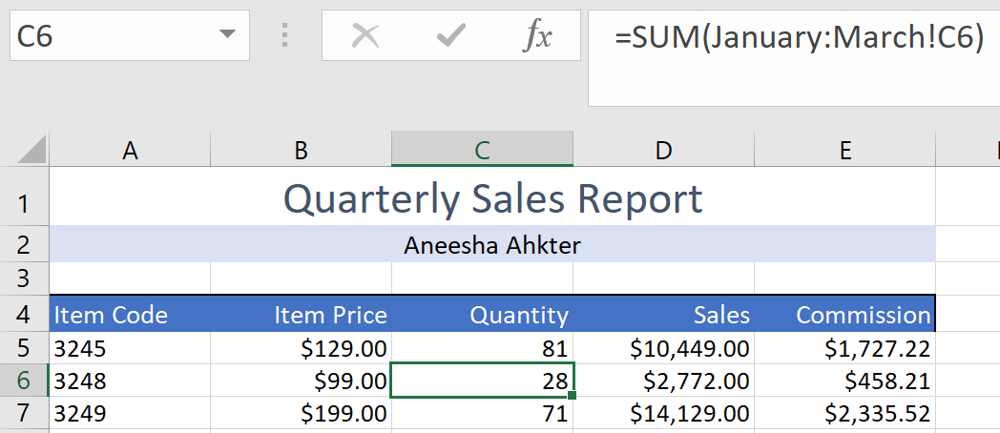 C6 fx =SUM(January:March!C6)
A B C D E
1 Quarterly Sales Report
2 Aneesha Ahkter
3
4 Item Code Item Price Quantity Sales Commission
5 3245 $129.00 81 $10,449.00 $1,727.22
6 3248 $99.00 28 $2,772.00 $458.21
7 3249 $199.00 71 $14,129.00 $2,335.52